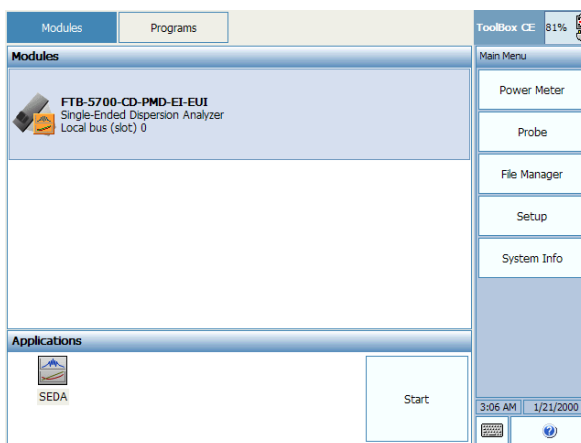 Modules
Programs
ToolBox CE
81%
Modules
Main Menu
FTB-5700-CD-PMD-EI-EUI
Single-Ended Dispersion Analyzer
Local bus (slot) 0
Power Meter
Probe
File Manager
Setup
System Info
Applications
SEDA
Start
3:06 AM
1/21/2000
?